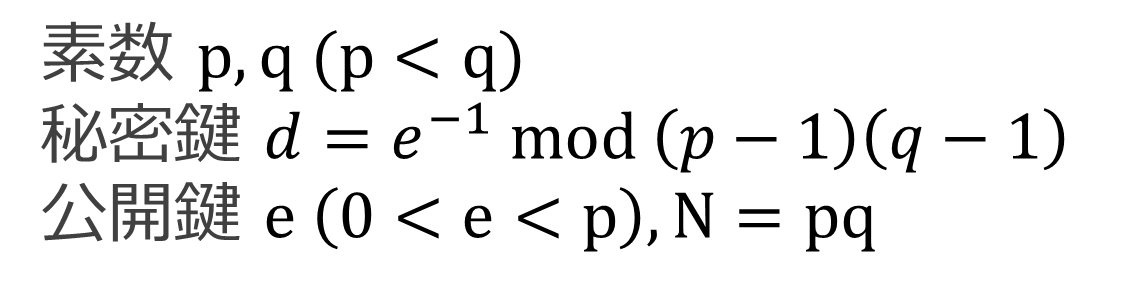 素数 p, q (p < q)
秘密鍵 d = e⁻¹ mod (p − 1)(q − 1)
公開鍵 e (0 < e < p), N = pq